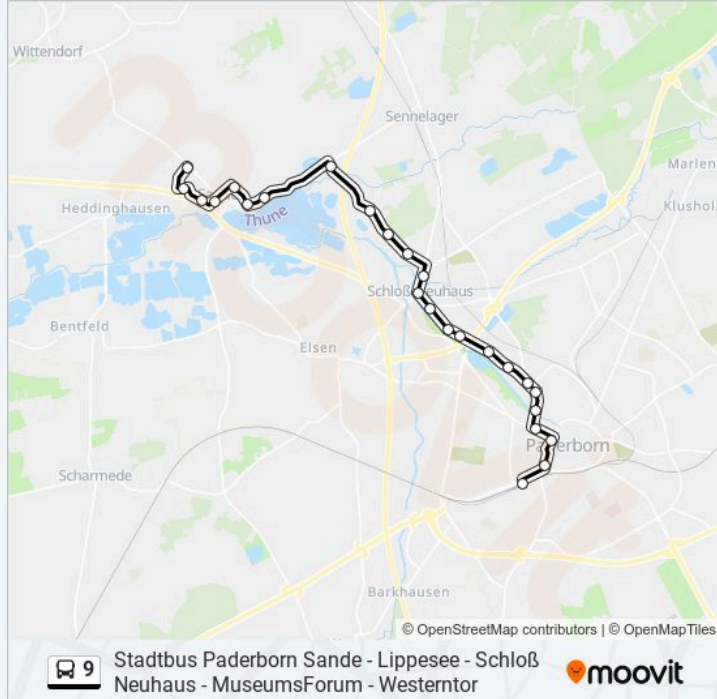 Wittendorf
Sennelager
Marien
Heddinghausen
Klusholz
Thune
Schloß Neuhaus
Bentfeld
Elsen
Paderborn
Scharmede
Barkhausen
© OpenStreetMap contributors | © OpenMapTiles
9
Stadtbus Paderborn Sande - Lippesee - Schloß
Neuhaus - MuseumsForum - Westerntor
moovit